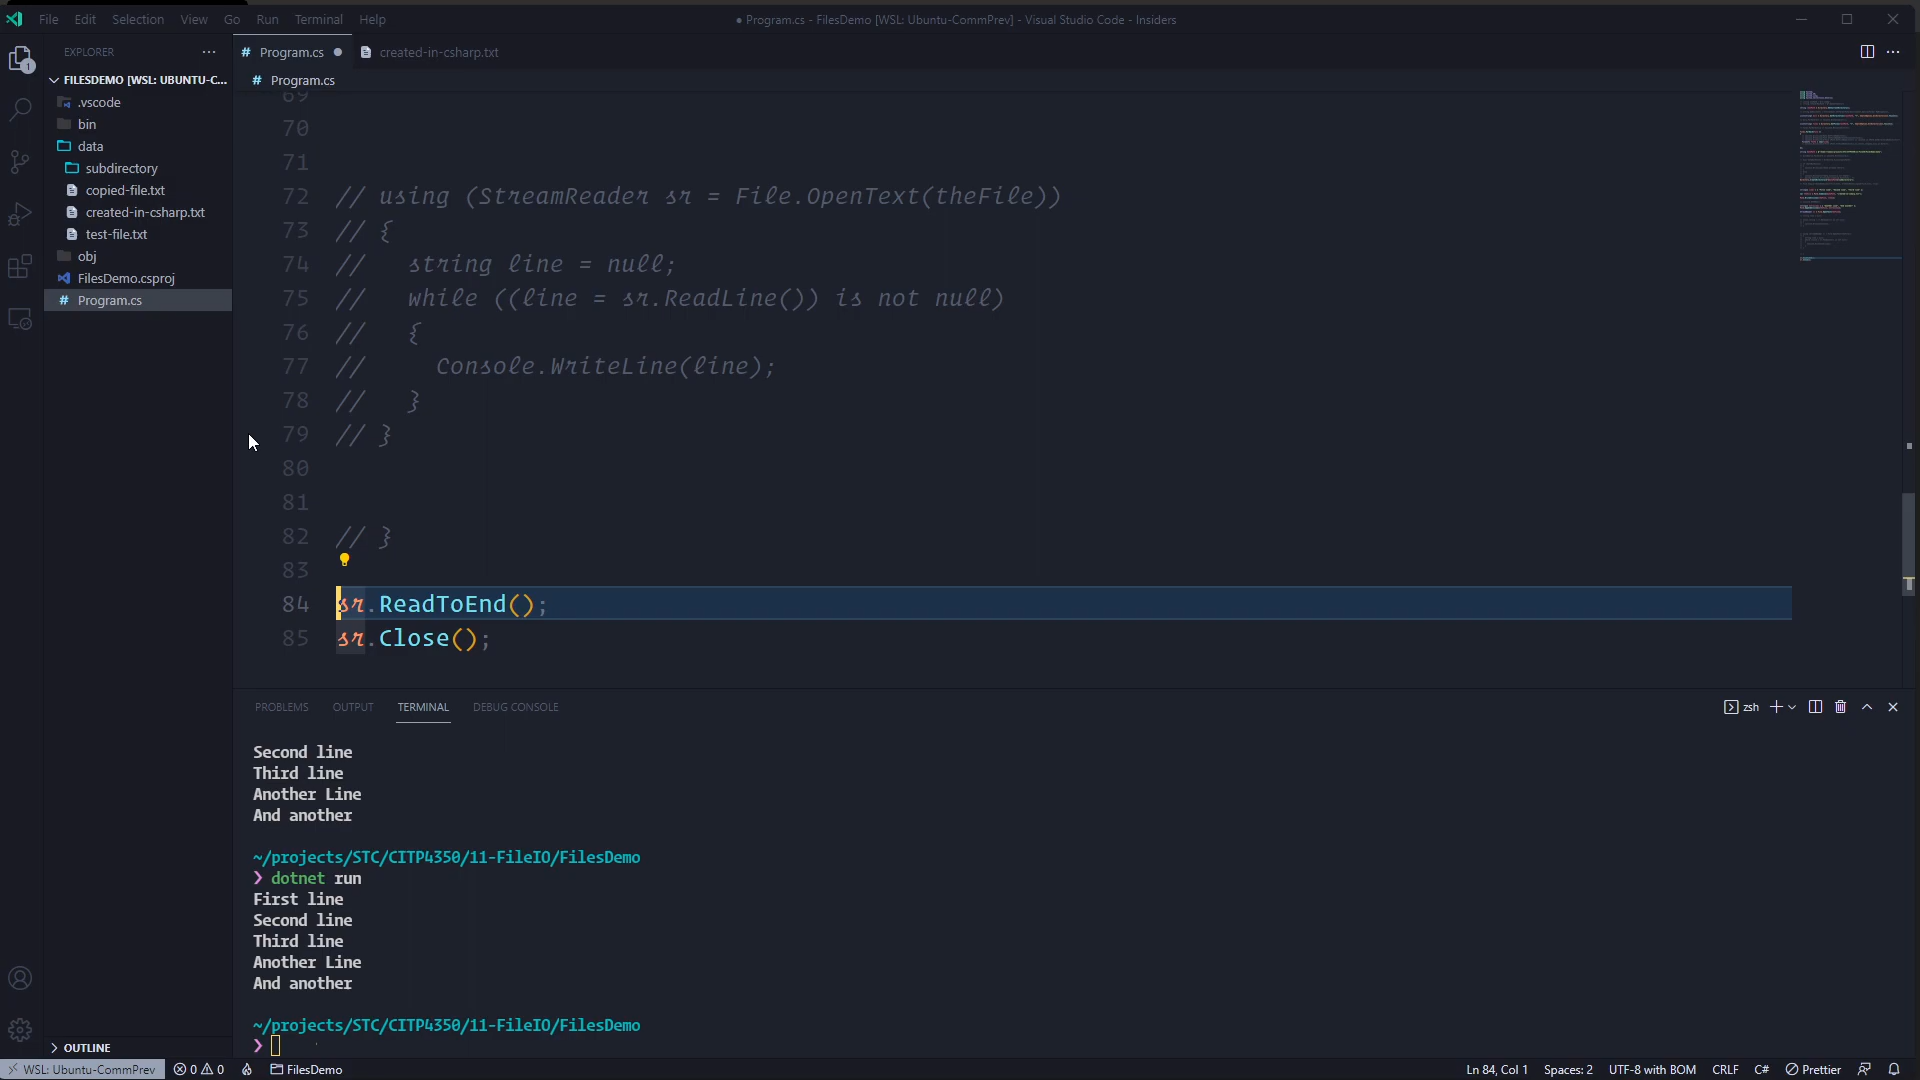 File Edit Selection View Go Run Terminal Help
● Program.cs - FilesDemo [WSL: Ubuntu-CommPrev] - Visual Studio Code - Insiders
EXPLORER
# Program.cs ●
created-in-csharp.txt
FILESDEMO [WSL: UBUNTU-C...
# Program.cs
.vscode
bin
data
subdirectory
copied-file.txt
created-in-csharp.txt
test-file.txt
obj
FilesDemo.csproj
# Program.cs
69
70
71
72 // using (StreamReader sr = File.OpenText(theFile))
73 // {
74 //   string line = null;
75 //   while ((line = sr.ReadLine()) is not null)
76 //   {
77 //     Console.WriteLine(line);
78 //   }
79 // }
80
81
82 // }
83
84 sr.ReadToEnd();
85 sr.Close();
PROBLEMS OUTPUT TERMINAL DEBUG CONSOLE
zsh
Second line
Third line
Another Line
And another
~/projects/STC/CITP4350/11-FileIO/FilesDemo
❯ dotnet run
First line
Second line
Third line
Another Line
And another
~/projects/STC/CITP4350/11-FileIO/FilesDemo
❯
OUTLINE
1
WSL: Ubuntu-CommPrev 0 0 FilesDemo Ln 84, Col 1 Spaces: 2 UTF-8 with BOM CRLF C# Prettier